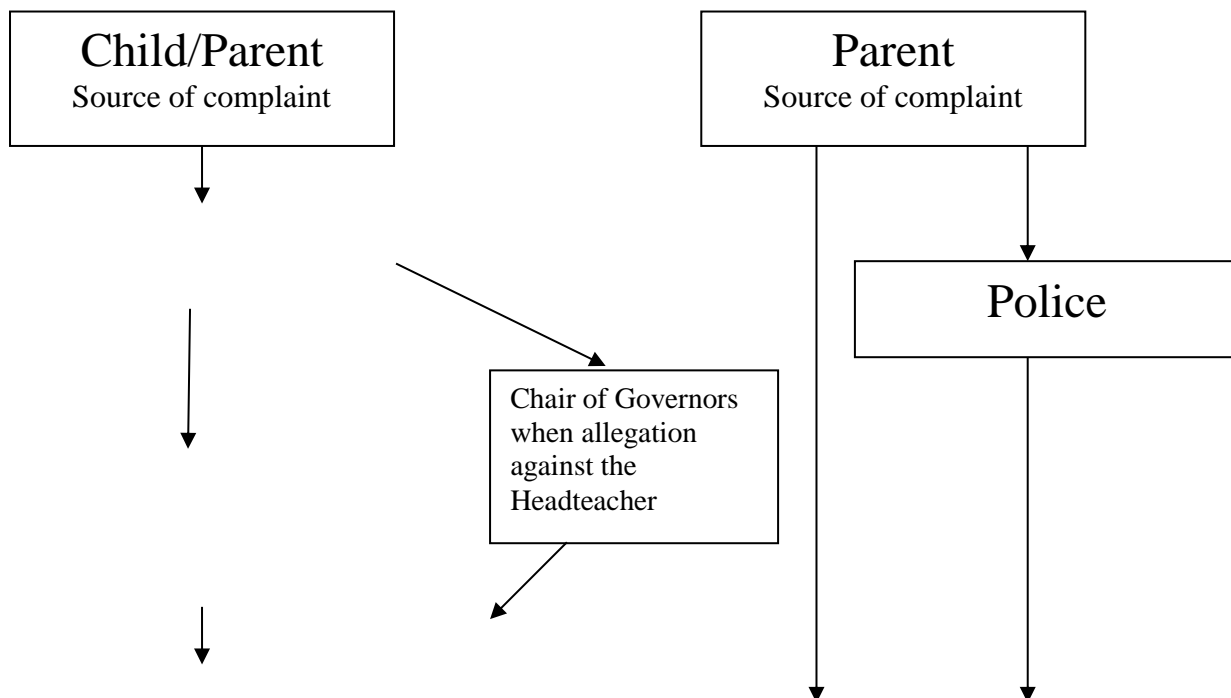 Child/Parent
Source of complaint
Parent
Source of complaint
Police
Chair of Governors
when allegation
against the
Headteacher